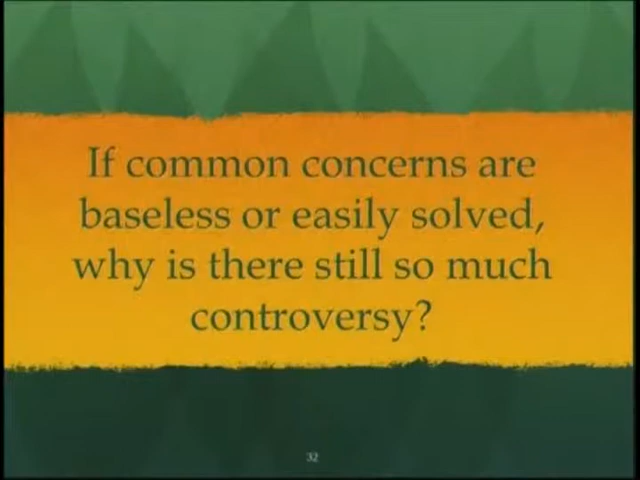 If common concerns are
baseless or easily solved,
why is there still so much
controversy?
32